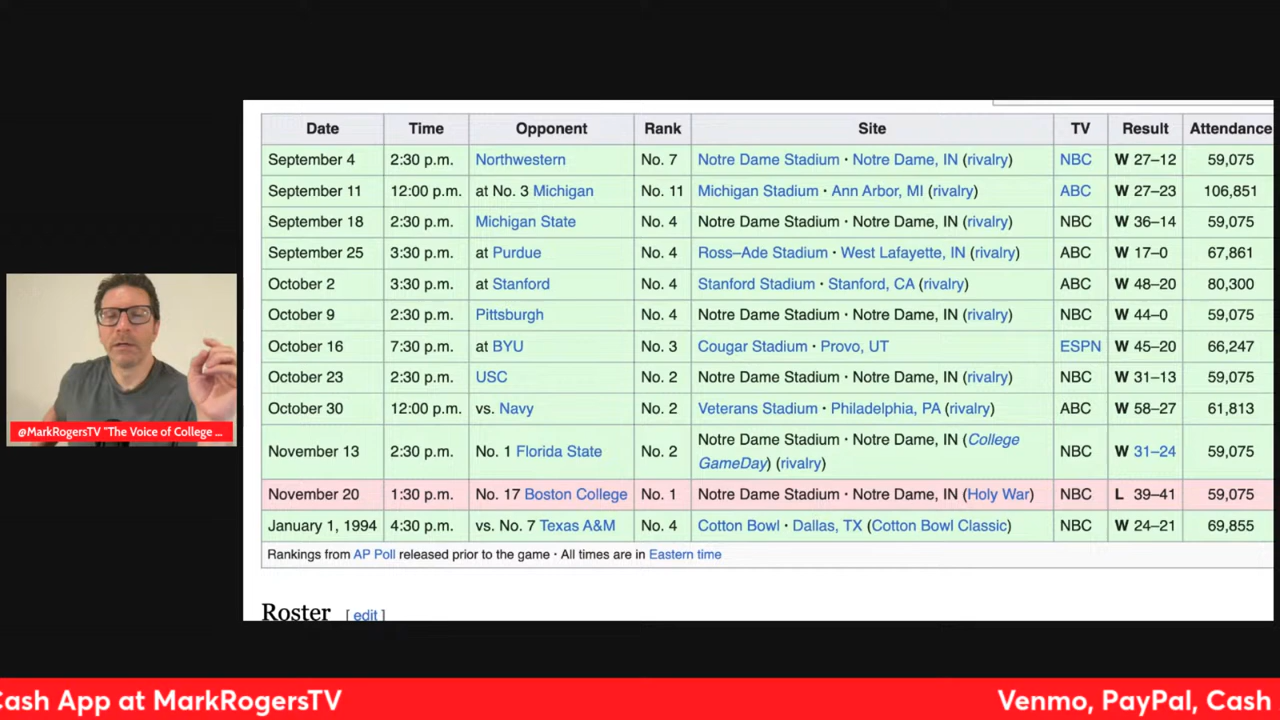 Date Time Opponent Rank Site TV Result Attendance
September 4 2:30 p.m. Northwestern No. 7 Notre Dame Stadium • Notre Dame, IN (rivalry) NBC W 27–12 59,075
September 11 12:00 p.m. at No. 3 Michigan No. 11 Michigan Stadium • Ann Arbor, MI (rivalry) ABC W 27–23 106,851
September 18 2:30 p.m. Michigan State No. 4 Notre Dame Stadium • Notre Dame, IN (rivalry) NBC W 36–14 59,075
September 25 3:30 p.m. at Purdue No. 4 Ross–Ade Stadium • West Lafayette, IN (rivalry) ABC W 17–0 67,861
October 2 3:30 p.m. at Stanford No. 4 Stanford Stadium • Stanford, CA (rivalry) ABC W 48–20 80,300
October 9 2:30 p.m. Pittsburgh No. 4 Notre Dame Stadium • Notre Dame, IN (rivalry) NBC W 44–0 59,075
October 16 7:30 p.m. at BYU No. 3 Cougar Stadium • Provo, UT ESPN W 45–20 66,247
October 23 2:30 p.m. USC No. 2 Notre Dame Stadium • Notre Dame, IN (rivalry) NBC W 31–13 59,075
October 30 12:00 p.m. vs. Navy No. 2 Veterans Stadium • Philadelphia, PA (rivalry) ABC W 58–27 61,813
November 13 2:30 p.m. No. 1 Florida State No. 2 Notre Dame Stadium • Notre Dame, IN (College
GameDay) (rivalry) NBC W 31–24 59,075
November 20 1:30 p.m. No. 17 Boston College No. 1 Notre Dame Stadium • Notre Dame, IN (Holy War) NBC L 39–41 59,075
January 1, 1994 4:30 p.m. vs. No. 7 Texas A&M No. 4 Cotton Bowl • Dallas, TX (Cotton Bowl Classic) NBC W 24–21 69,855
Rankings from AP Poll released prior to the game • All times are in Eastern time
Roster [ edit ]
@MarkRogersTV "The Voice of College ...
Cash App at MarkRogersTV Venmo, PayPal, Cash